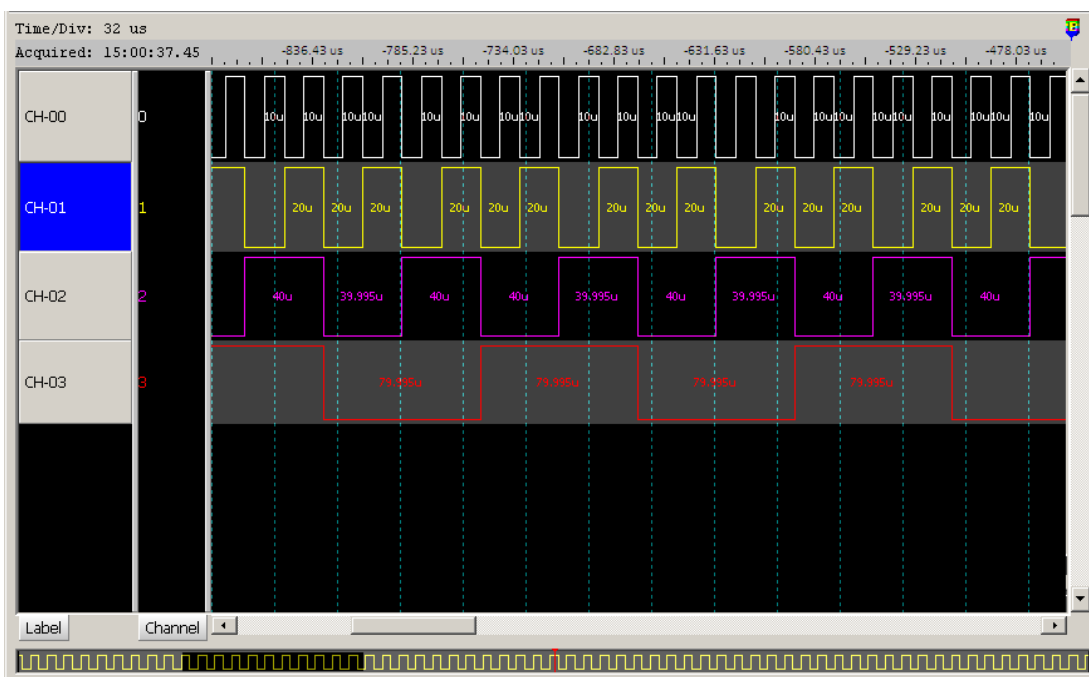 Time/Div: 32 us
Acquired: 15:00:37.45 -836.43 us -785.23 us -734.03 us -682.83 us -631.63 us -580.43 us -529.23 us -478.03 us
CH-00 0 10u 10u 10u 10u 10u 10u 10u 10u 10u 10u 10u 10u 10u 10u 10u 10u 10u 10u 10u 10u 10u
CH-01 1 20u 20u 20u 20u 20u 20u 20u 20u 20u 20u 20u 20u 20u 20u 20u
CH-02 2 40u 39.995u 40u 40u 39.995u 40u 39.995u 40u 39.995u 40u
CH-03 3 79.995u 79.995u 79.995u 79.995u
Label Channel